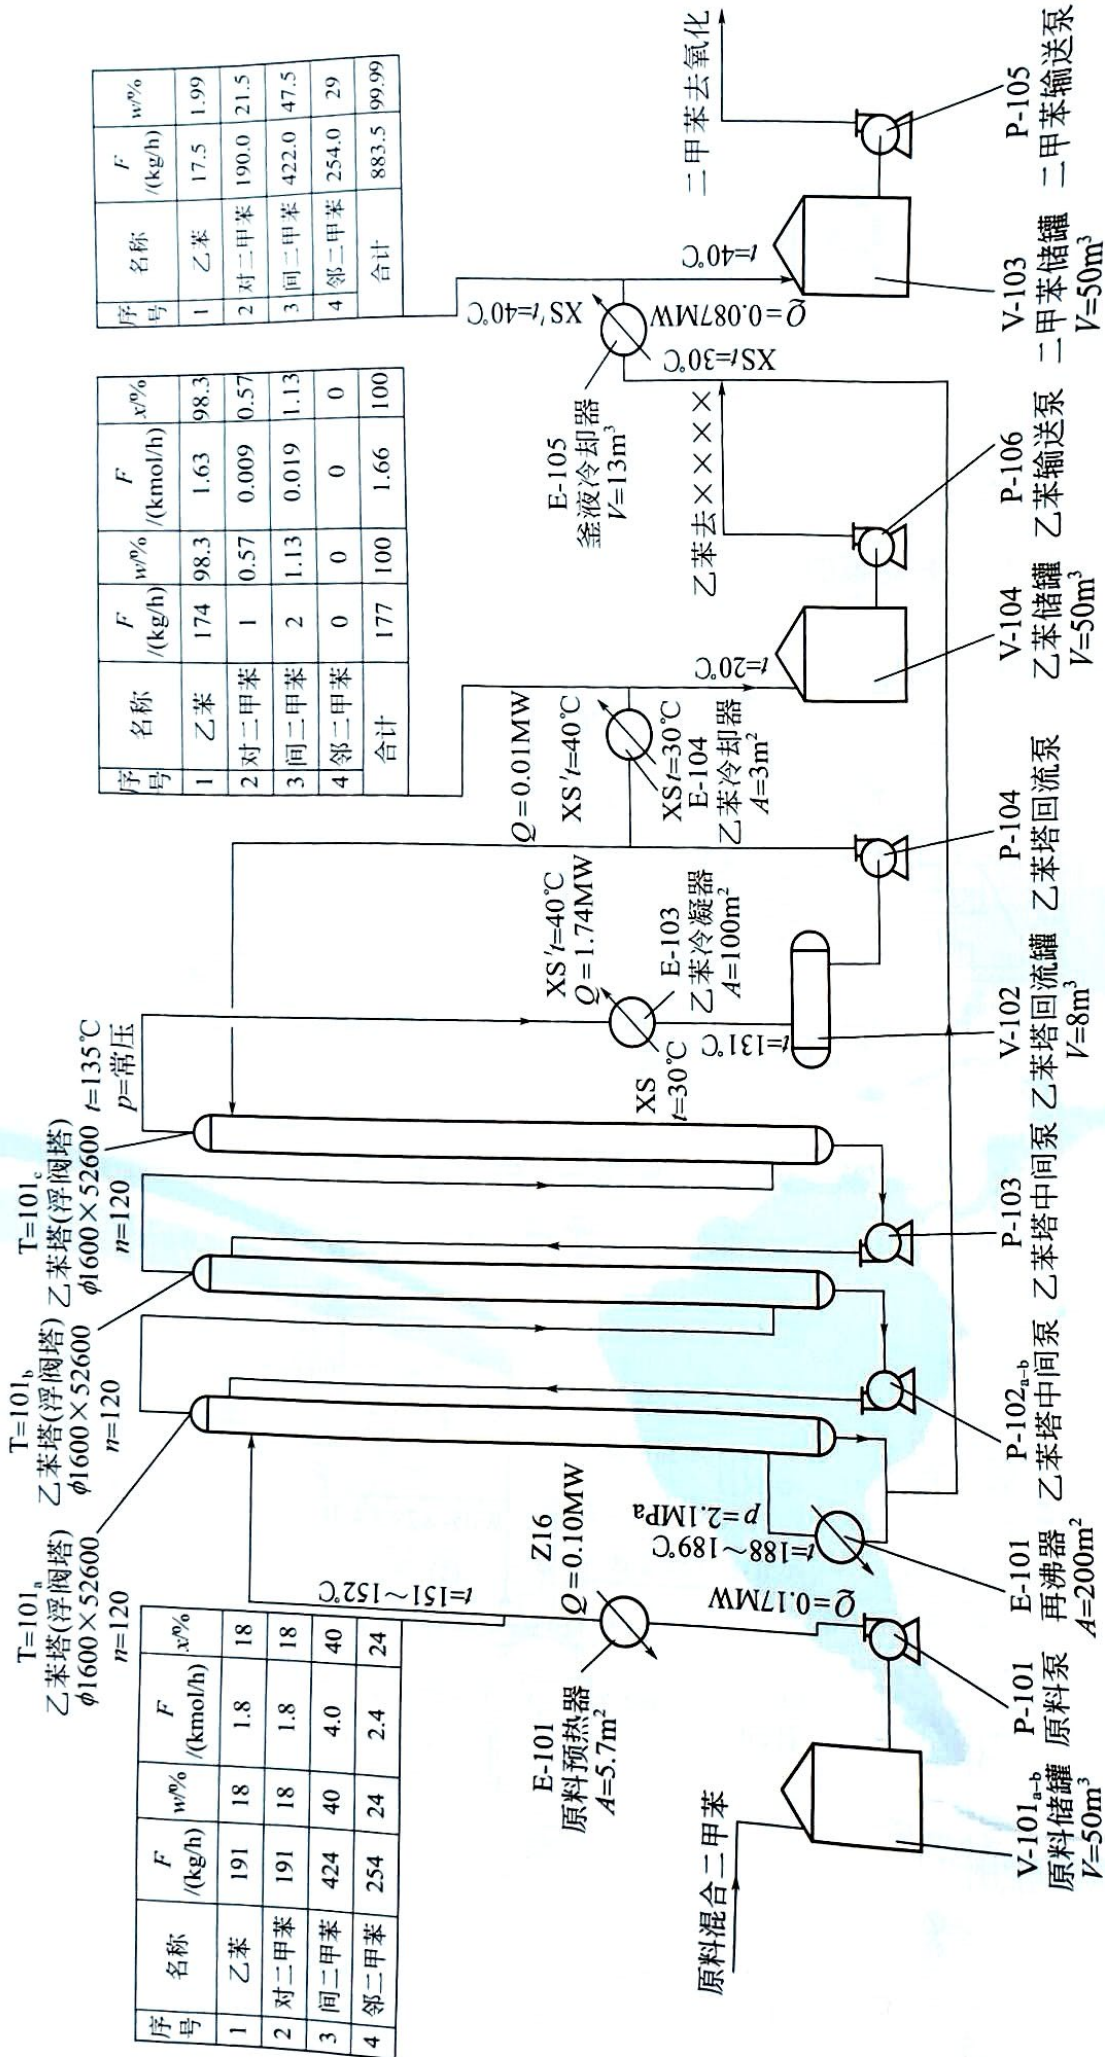 序号 名称 F/(kg/h) w/% F/(kmol/h) x/%
1 乙苯 191 18 1.8 18
2 对二甲苯 191 18 1.8 18
3 间二甲苯 424 40 4.0 40
4 邻二甲苯 254 24 2.4 24
序号 名称 F/(kg/h) w/% F/(kmol/h) x/%
1 乙苯 174 98.3 1.63 98.3
2 对二甲苯 1 0.57 0.009 0.57
3 间二甲苯 2 1.13 0.019 1.13
4 邻二甲苯 0 0 0 0
合计 177 100 1.66 100
序号 名称 F/(kg/h) w/%
1 乙苯 17.5 1.99
2 对二甲苯 190.0 21.5
3 间二甲苯 422.0 47.5
4 邻二甲苯 254.0 29
合计 883.5 99.99
T=101a
乙苯塔(浮阀塔)
φ1600×52600
n=120
T=101b
乙苯塔(浮阀塔)
φ1600×52600
n=120
T=101c
乙苯塔(浮阀塔)
φ1600×52600
n=120
t=135℃
p=常压
t=151~152℃
Z16
Q=0.10MW
E-101
原料预热器
A=5.7m²
Q=0.17MW
t=188~189℃
p=2.1MPa
原料混合二甲苯
XS't=40℃
Q=1.74MW
E-103
乙苯冷凝器
A=100m²
XS
t=30℃
t=131℃
Q=0.01MW
XS't=40℃
XSt=30℃
E-104
乙苯冷却器
A=3m²
t=20℃
乙苯去××××
E-105
釜液冷却器
V=13m³
XS't=40℃
XSt=30℃
Q=0.087MW
t=40℃
二甲苯去氧化
V-101a-b
原料储罐
V=50m³
P-101
原料泵
E-101
再沸器
A=200m²
P-102a-b
乙苯塔中间泵
P-103
乙苯塔中间泵
V-102
乙苯塔回流罐
V=8m³
P-104
乙苯塔回流泵
V-104
乙苯储罐
V=50m³
P-106
乙苯输送泵
V-103
二甲苯储罐
V=50m³
P-105
二甲苯输送泵